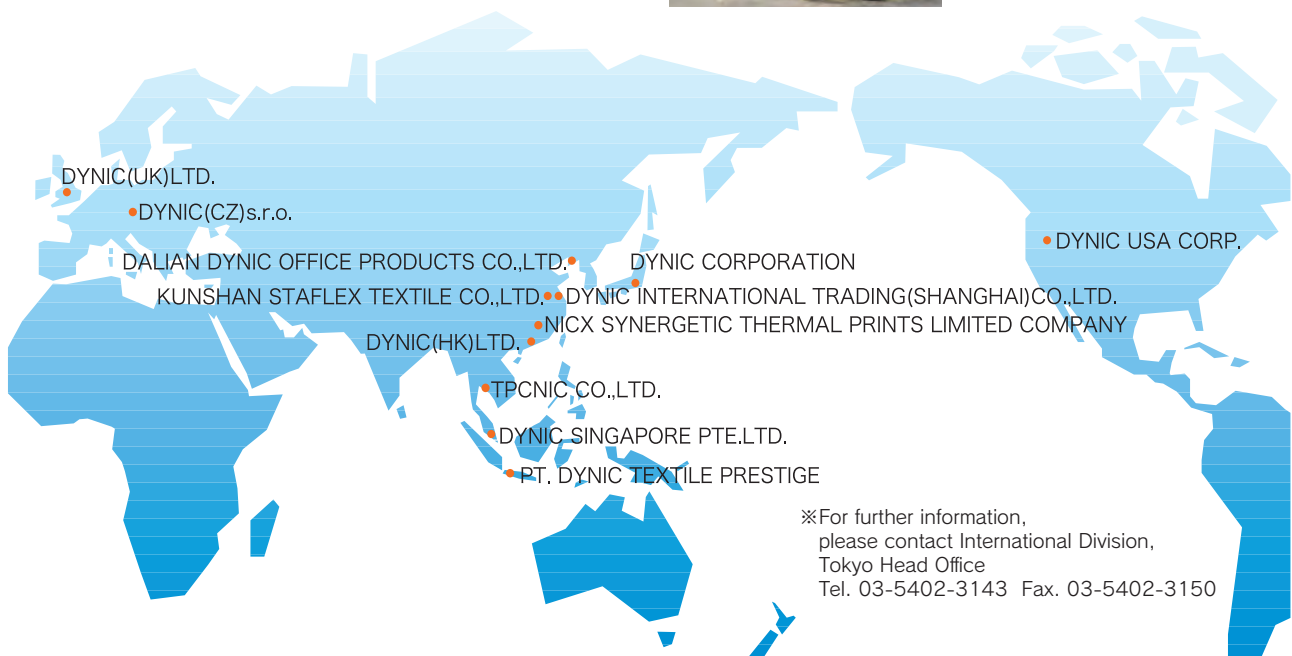 DYNIC(UK)LTD.
DYNIC(CZ)s.r.o.
DYNIC USA CORP.
DALIAN DYNIC OFFICE PRODUCTS CO.,LTD.
DYNIC CORPORATION
KUNSHAN STAFLEX TEXTILE CO.,LTD.
DYNIC INTERNATIONAL TRADING(SHANGHAI)CO.,LTD.
NICX SYNERGETIC THERMAL PRINTS LIMITED COMPANY
DYNIC(HK)LTD.
TPCNIC CO.,LTD.
DYNIC SINGAPORE PTE.LTD.
PT. DYNIC TEXTILE PRESTIGE
※For further information,
please contact International Division,
Tokyo Head Office
Tel. 03-5402-3143 Fax. 03-5402-3150